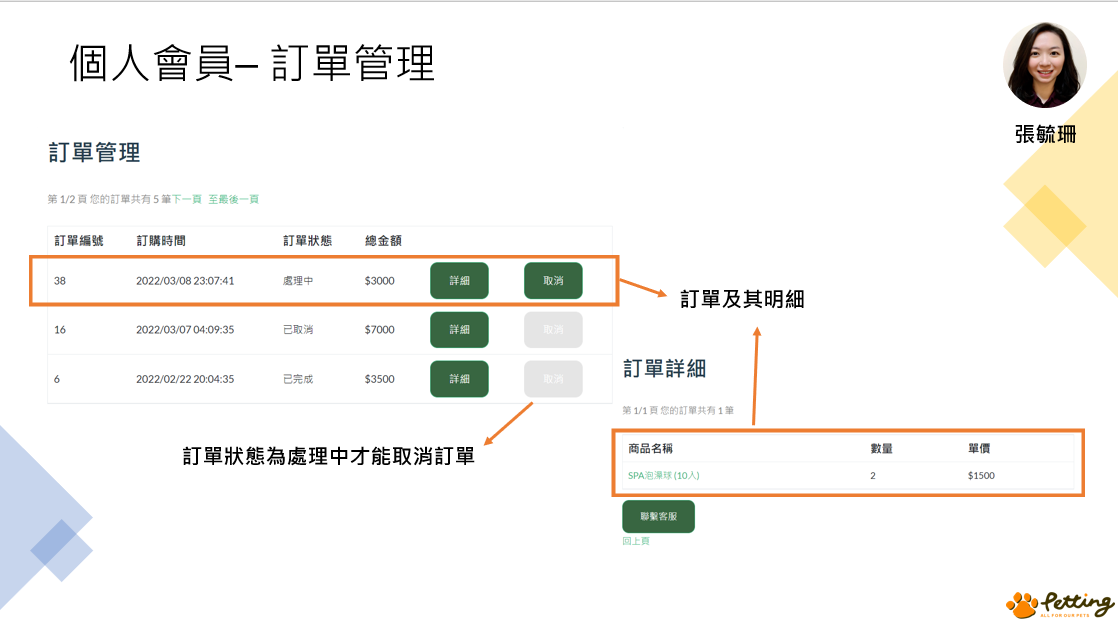 個人會員– 訂單管理
張毓珊
訂單管理
第 1/2 頁 您的訂單共有 5 筆下一頁 至最後一頁
訂單編號 訂購時間 訂單狀態 總金額
38 2022/03/08 23:07:41 處理中 $3000 詳細 取消
16 2022/03/07 04:09:35 已取消 $7000 詳細 取消
6 2022/02/22 20:04:35 已完成 $3500 詳細 取消
訂單及其明細
訂單狀態為處理中才能取消訂單
訂單詳細
第 1/1 頁 您的訂單共有 1 筆
商品名稱 數量 單價
SPA泡澡球 (10入) 2 $1500
聯繫客服
回上頁
Petting
ALL FOR OUR PETS